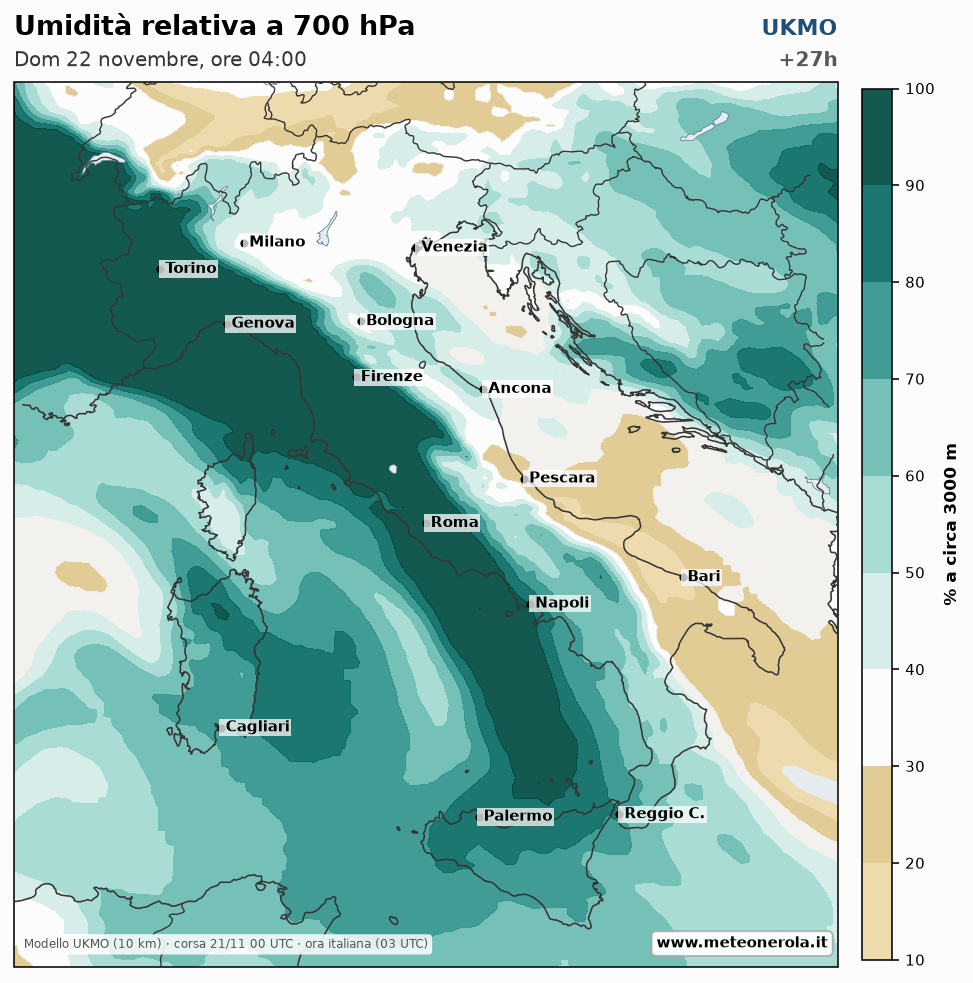 Umidità relativa a 700 hPa
UKMO
Dom 22 novembre, ore 04:00
+27h
Milano
Venezia
Torino
Genova
Bologna
Firenze
Ancona
Pescara
Roma
Bari
Napoli
Cagliari
Palermo
Reggio C.
Modello UKMO (10 km) · corsa 21/11 00 UTC · ora italiana (03 UTC)
www.meteonerola.it
100
90
80
70
60
50
40
30
20
10
% a circa 3000 m